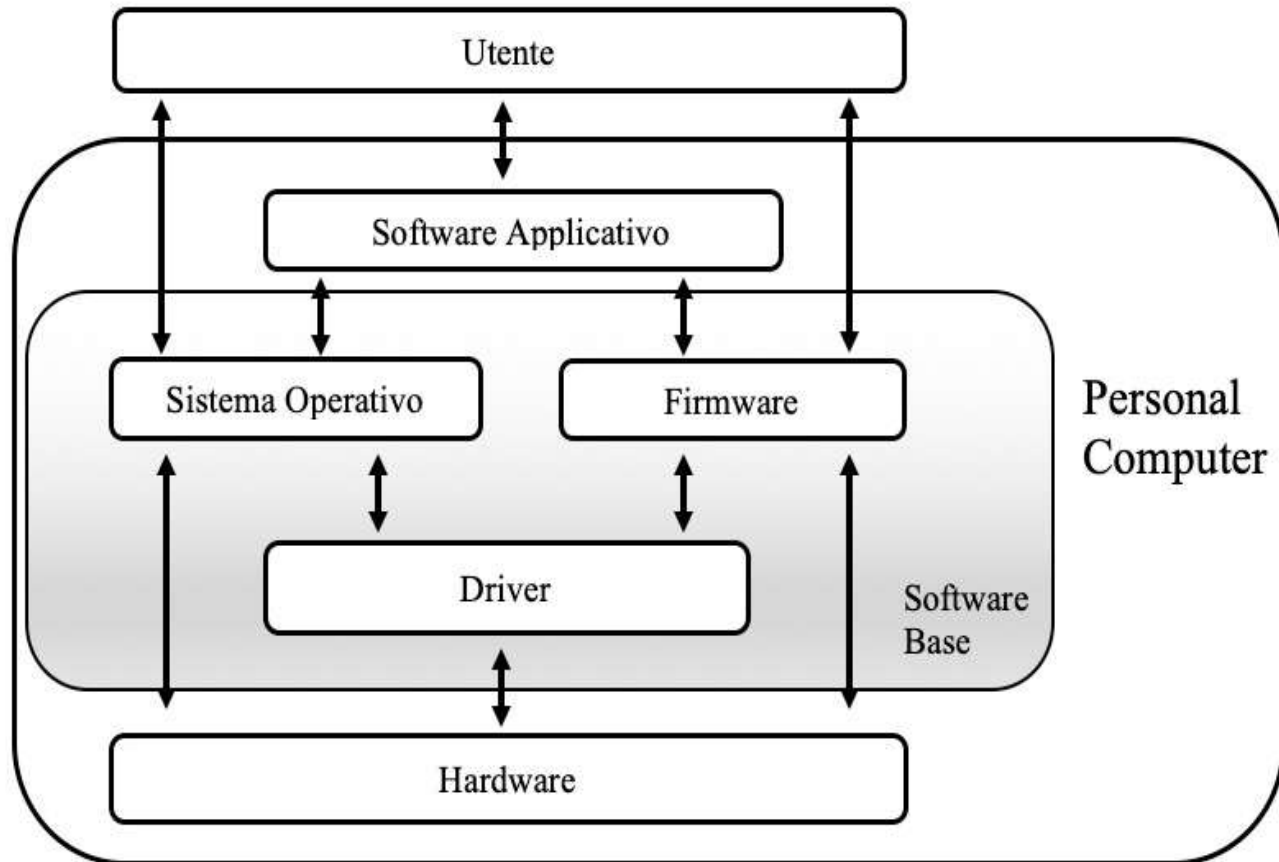 Utente
Software Applicativo
Sistema Operativo
Firmware
Personal
Computer
Driver
Software
Base
Hardware